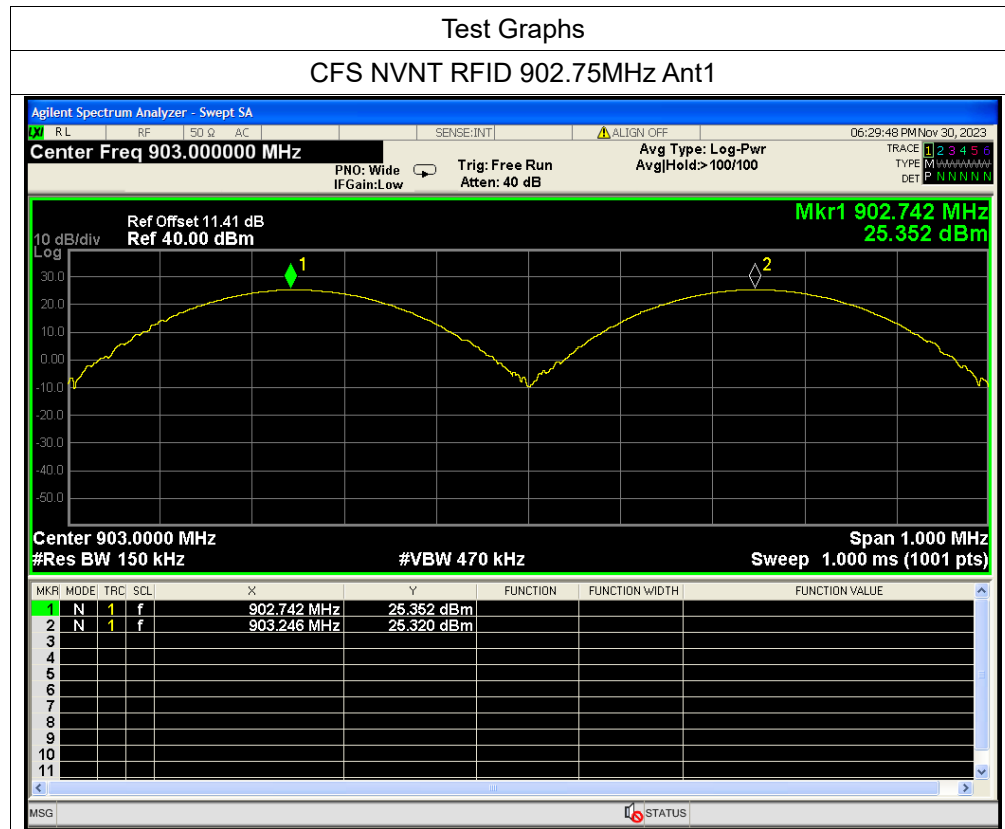 Test Graphs
CFS NVNT RFID 902.75MHz Ant1
Agilent Spectrum Analyzer - Swept SA
LXI RL RF 50 Ω AC SENSE:INT ALIGN OFF 06:29:48 PM Nov 30, 2023
Center Freq 903.000000 MHz
PNO: Wide
IFGain:Low
Trig: Free Run
Atten: 40 dB
Avg Type: Log-Pwr
Avg|Hold:>100/100
TRACE 1 2 3 4 5 6
TYPE M WWWWW
DET P N N N N N
Mkr1 902.742 MHz
25.352 dBm
Ref Offset 11.41 dB
10 dB/div Ref 40.00 dBm
Log
1
2
30.0
20.0
10.0
0.00
-10.0
-20.0
-30.0
-40.0
-50.0
Center 903.0000 MHz Span 1.000 MHz
#Res BW 150 kHz #VBW 470 kHz Sweep 1.000 ms (1001 pts)
MKR MODE TRC SCL X Y FUNCTION FUNCTION WIDTH FUNCTION VALUE
1 N 1 f 902.742 MHz 25.352 dBm
2 N 1 f 903.246 MHz 25.320 dBm
3
4
5
6
7
8
9
10
11
MSG STATUS